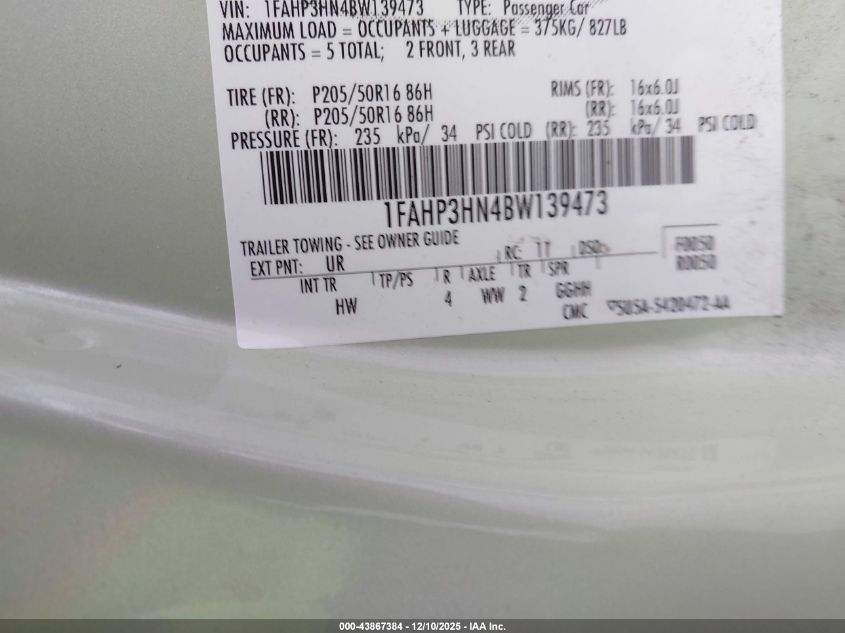 VIN: 1FAHP3HN4BW139473 TYPE: Passenger Car
MAXIMUM LOAD = OCCUPANTS + LUGGAGE = 375KG/ 827LB
OCCUPANTS = 5 TOTAL; 2 FRONT, 3 REAR
TIRE (FR): P205/50R16 86H RIMS (FR): 16x6.0J
(RR): P205/50R16 86H (RR): 16x6.0J
PRESSURE (FR): 235 kPa/ 34 PSI COLD (RR): 235 kPa/ 34 PSI COLD
1FAHP3HN4BW139473
TRAILER TOWING - SEE OWNER GUIDE
EXT PNT: UR RC: 11 DSO:
INT TR TP/PS R AXLE TR SPR
HW 4 WW 2 GGHH
CMC
000-43867384 - 12/10/2025 - IAA Inc.